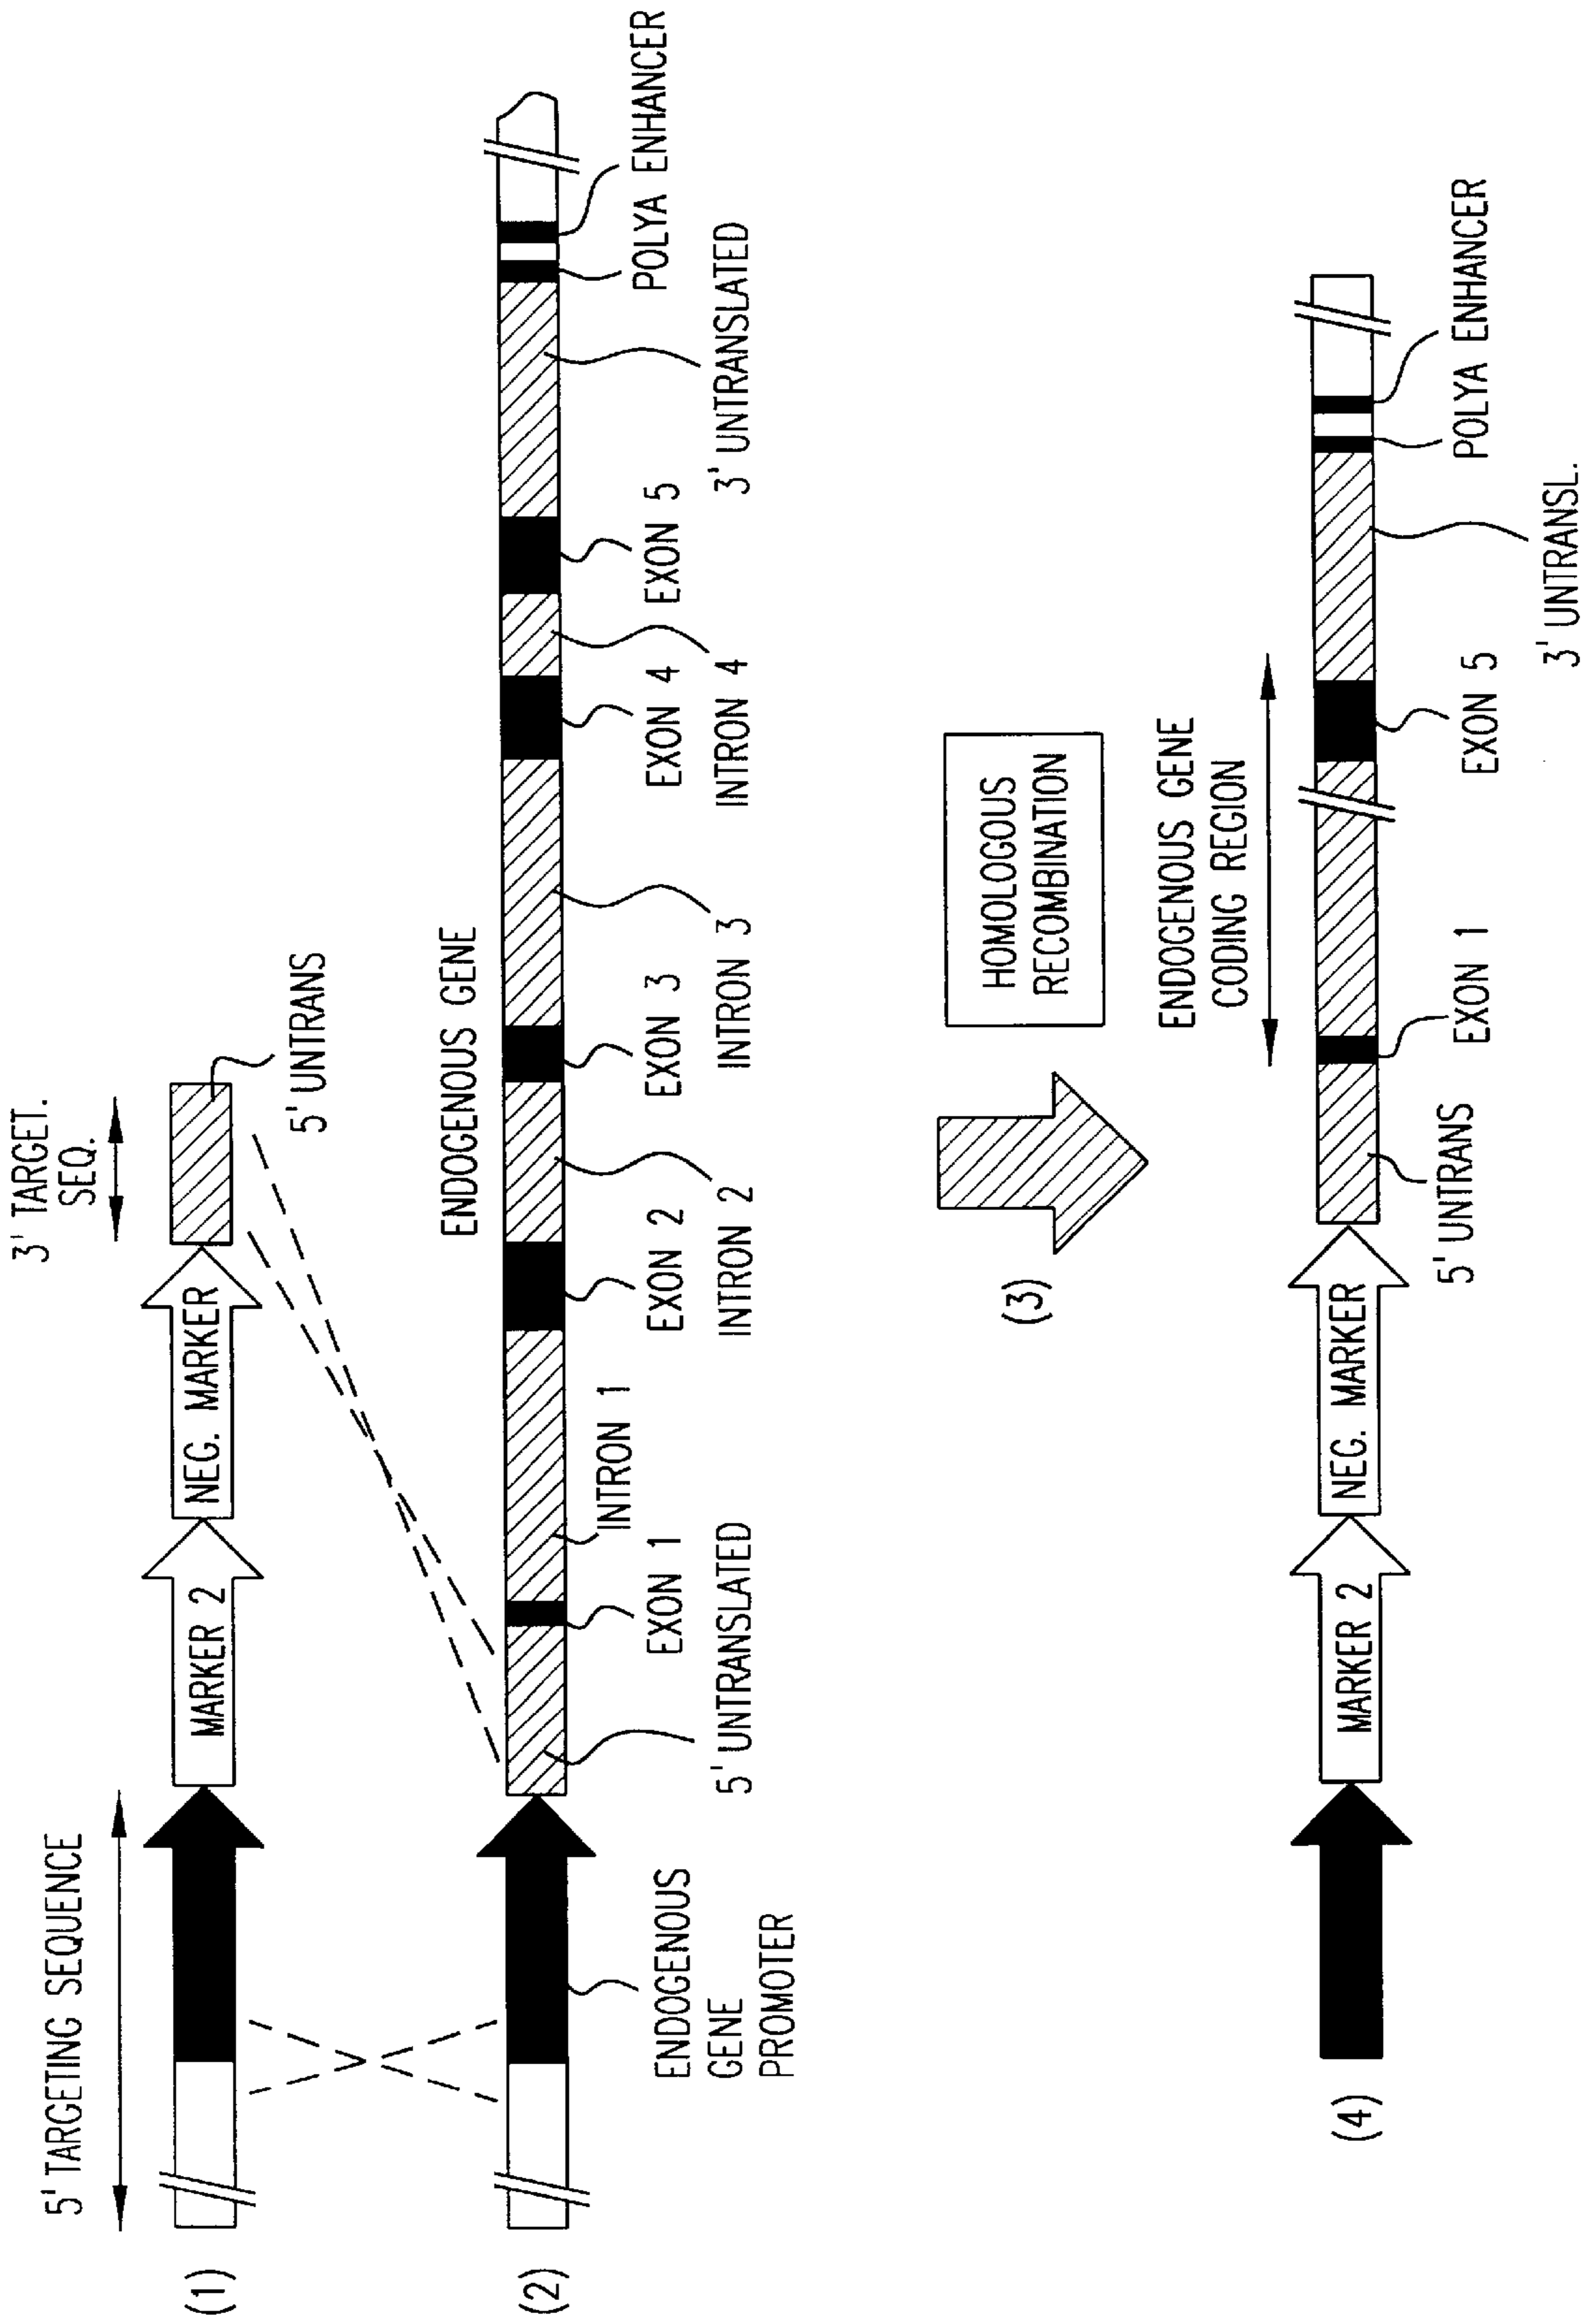 5' TARGETING SEQUENCE
3' TARGET.
SEQ.
(1)
MARKER 2
NEG. MARKER
5' UNTRANS
ENDOGENOUS GENE
(2)
ENDOGENOUS
GENE
PROMOTER
5' UNTRANSLATED
EXON 1
INTRON 1
EXON 2
INTRON 2
EXON 3
INTRON 3
EXON 4
INTRON 4
EXON 5
3' UNTRANSLATED
POLYA ENHANCER
(3)
HOMOLOGOUS
RECOMBINATION
ENDOGENOUS GENE
CODING REGION
(4)
MARKER 2
NEG. MARKER
5' UNTRANS
EXON 1
EXON 5
3' UNTRANSL.
POLYA ENHANCER